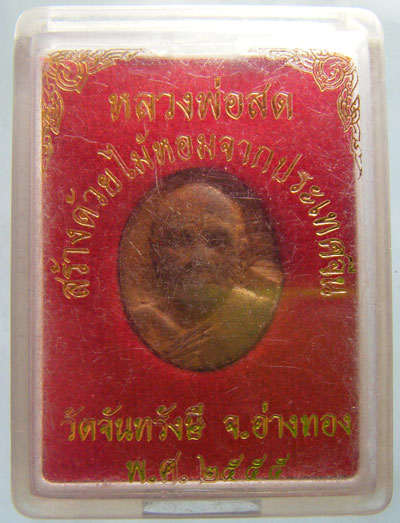 หลวงพ่อสด
สร้างด้วยไม้หอมจากประเทศจีน
วัดจันทรังษี จ.อ่างทอง
พ.ศ. ๒๕๕๕